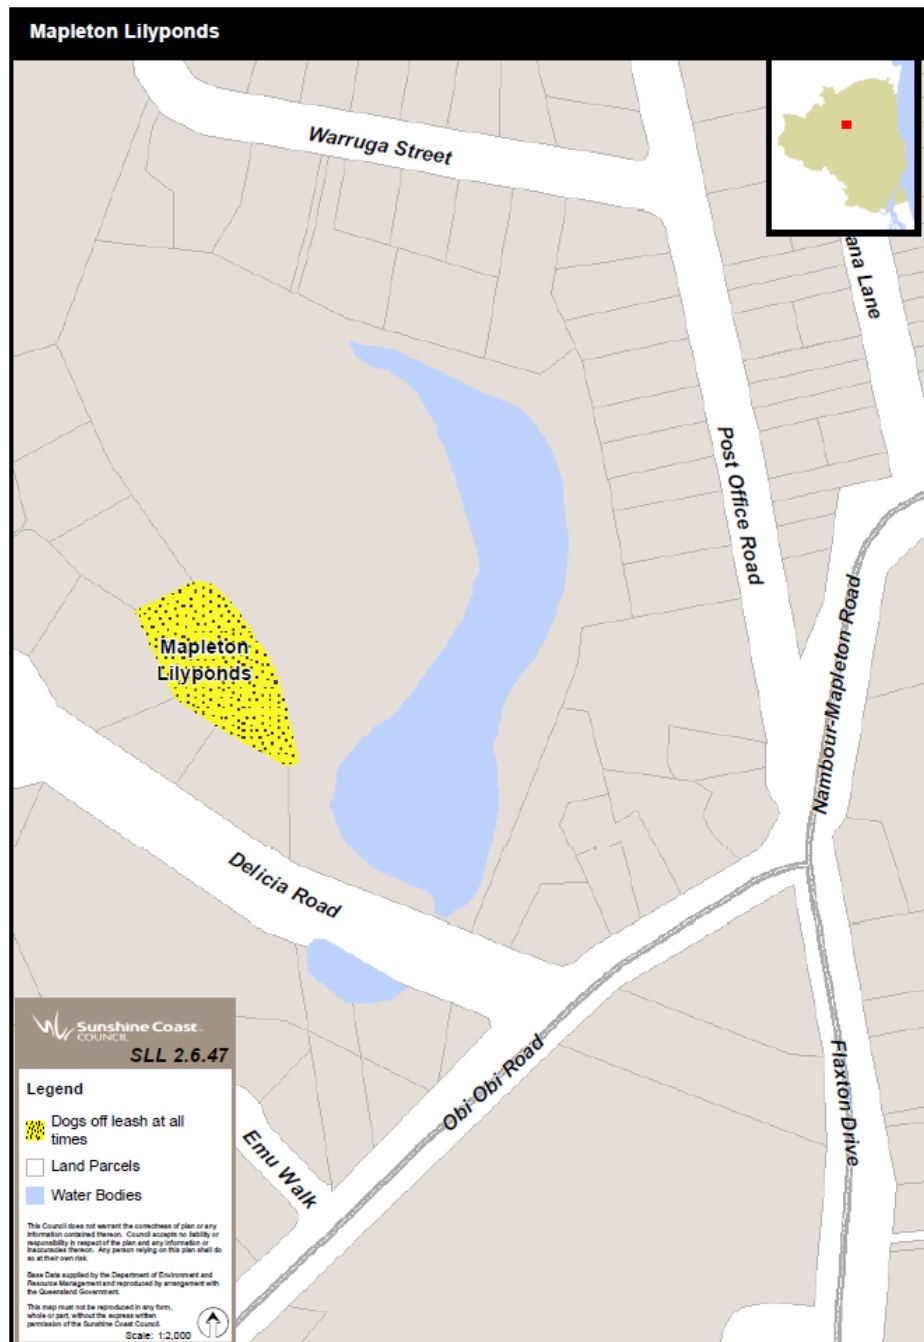 Mapleton Lilyponds
Warruga Street
ana Lane
Post Office Road
Nambour-Mapleton Road
Mapleton
Lilyponds
Delicia Road
Obi Obi Road
Flaxton Drive
Emu Walk
Sunshine Coast
COUNCIL
SLL 2.6.47
Legend
Dogs off leash at all
times
Land Parcels
Water Bodies
This Council does not warrant the correctness of plan or any
information contained thereon. Council accepts no liability or
responsibility in respect of the plan and any information or
inaccuracies thereon. Any person relying on this plan shall do
so at their own risk.
Base Data supplied by the Department of Environment and
Resource Management and reproduced by arrangement with
the Queensland Government.
This map must not be reproduced in any form,
whole or part, without the express written
permission of the Sunshine Coast Council.
Scale: 1:2,000